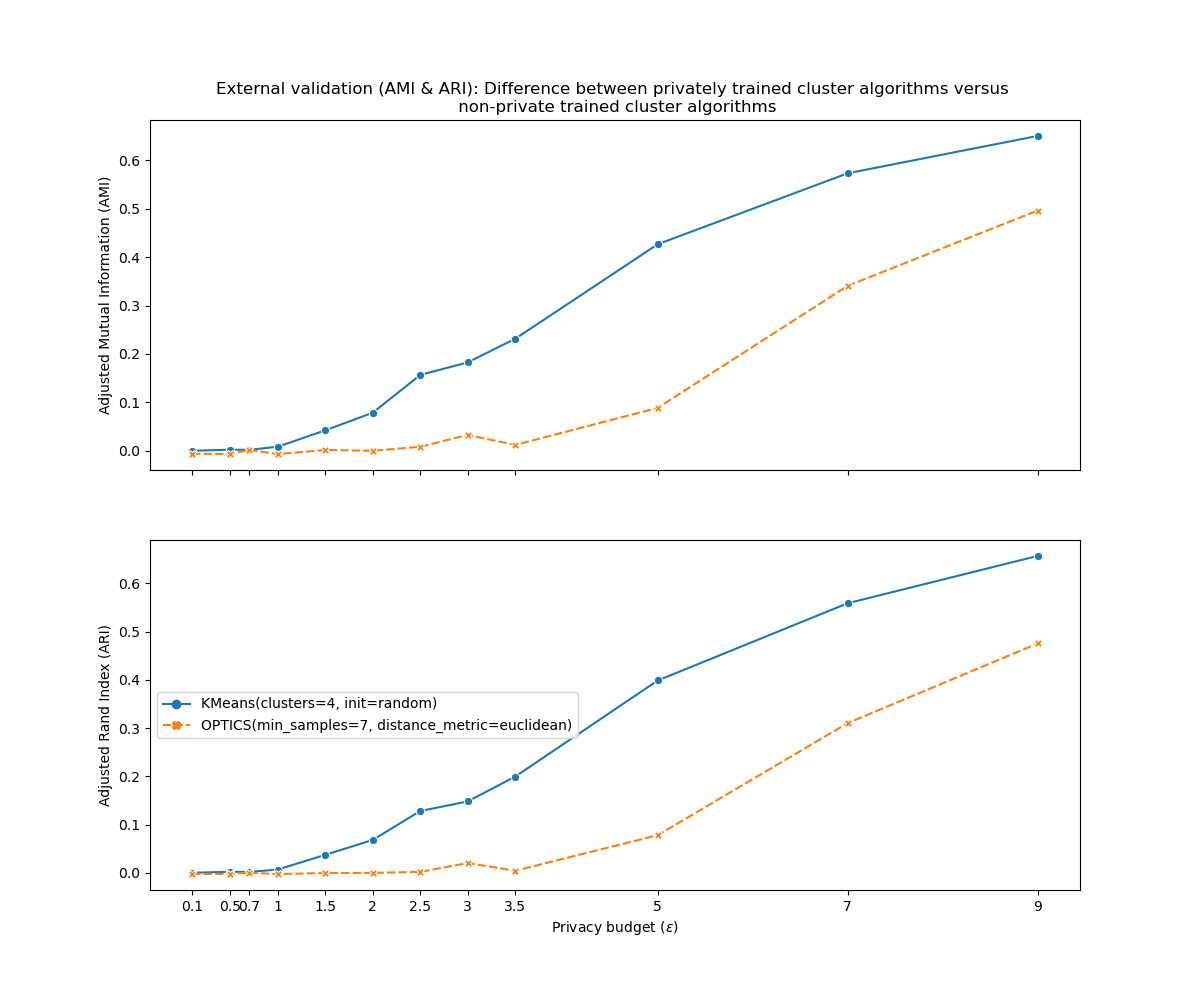 External validation (AMI & ARI): Difference between privately trained cluster algorithms versus
non-private trained cluster algorithms
Adjusted Mutual Information (AMI)
0.6
0.5
0.4
0.3
0.2
0.1
0.0
Adjusted Rand Index (ARI)
0.6
0.5
0.4
0.3
0.2
0.1
0.0
KMeans(clusters=4, init=random)
OPTICS(min_samples=7, distance_metric=euclidean)
0.1 0.5 0.7 1 1.5 2 2.5 3 3.5 5 7 9
Privacy budget (ε)